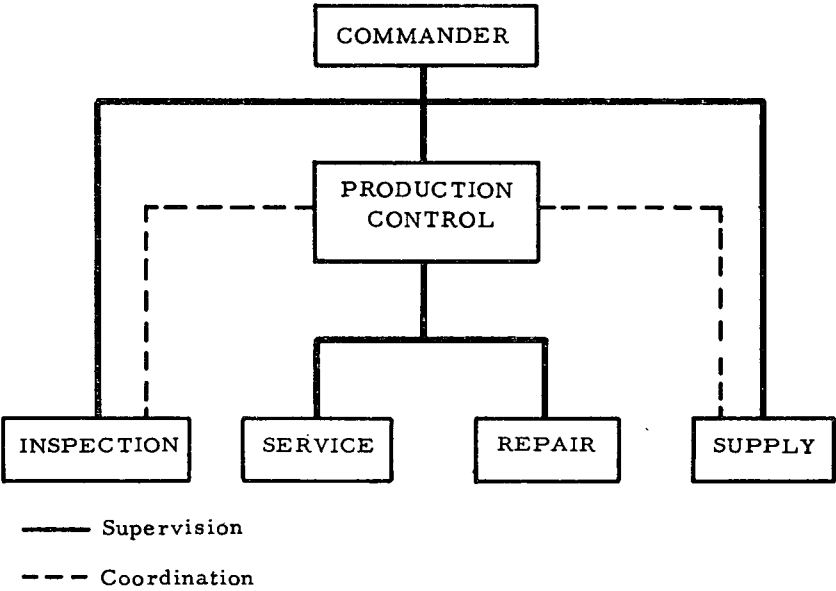 COMMANDER
PRODUCTION
CONTROL
INSPECTION
SERVICE
REPAIR
SUPPLY
Supervision
Coordination